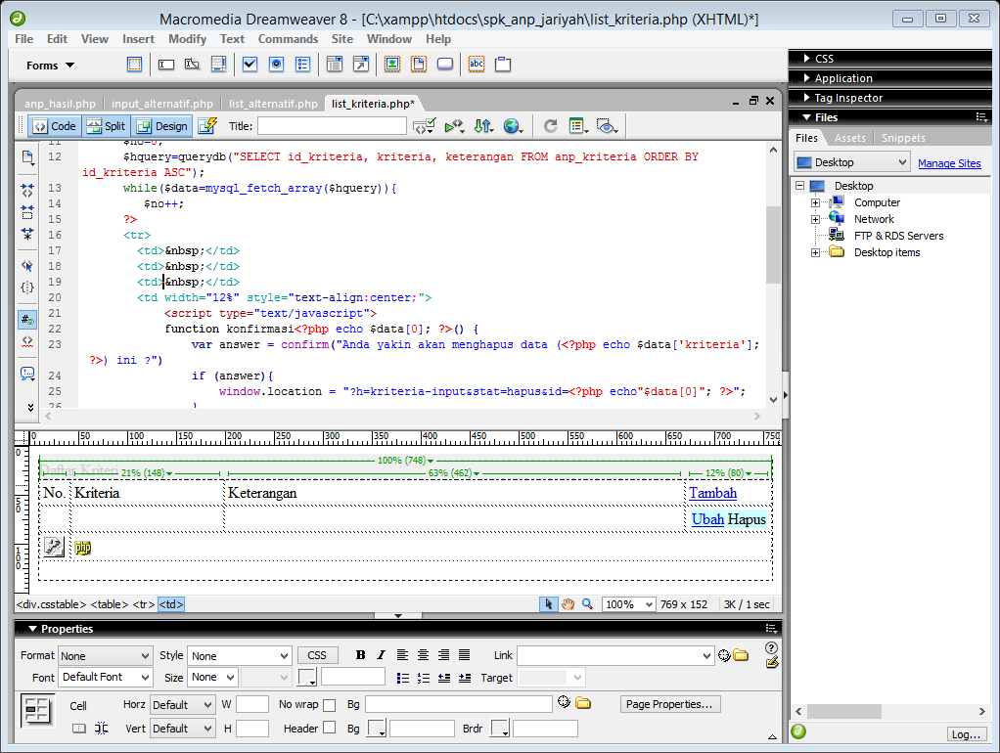 Macromedia Dreamweaver 8 - [C:\xampp\htdocs\spk_anp_jariyah\list_kriteria.php (XHTML)*]
File Edit View Insert Modify Text Commands Site Window Help
Forms
abc
anp_hasil.php input_alternatif.php list_alternatif.php list_kriteria.php*
Code Split Design Title:
11 $no=0;
12 $hquery=querydb("SELECT id_kriteria, kriteria, keterangan FROM anp_kriteria ORDER BY
id_kriteria ASC");
13 while($data=mysql_fetch_array($hquery)){
14 $no++;
15 ?>
16 <tr>
17 <td>&nbsp;</td>
18 <td>&nbsp;</td>
19 <td>&nbsp;</td>
20 <td width="12%" style="text-align:center;">
21 <script type="text/javascript">
22 function konfirmasi<?php echo $data[0]; ?>() {
23 var answer = confirm("Anda yakin akan menghapus data (<?php echo $data['kriteria'];
?>) ini ?")
24 if (answer){
25 window.location = "?h=kriteria-input&stat=hapus&id=<?php echo"$data[0]"; ?>";
26 }
0 50 100 150 200 250 300 350 400 450 500 550 600 650 700 750
0
50
100
100% (748)
Daftar Kriteri
21% (148) 63% (462) 12% (80)
No. Kriteria Keterangan Tambah
Ubah Hapus
php
<div.csstable> <table> <tr> <td> 100% 769 x 152 3K / 1 sec
Properties
Format None Style None CSS B I Link
Font Default Font Size None Target
Cell Horz Default W No wrap Bg Page Properties...
Vert Default H Header Bg Brdr
CSS
Application
Tag Inspector
Files
Files Assets Snippets
Desktop Manage Sites
Desktop
Computer
Network
FTP & RDS Servers
Desktop items
Log...